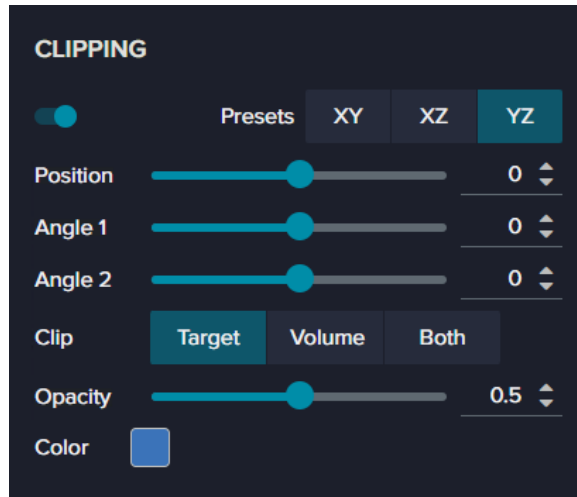 CLIPPING
Presets XY XZ YZ
Position 0
Angle 1 0
Angle 2 0
Clip Target Volume Both
Opacity 0.5
Color